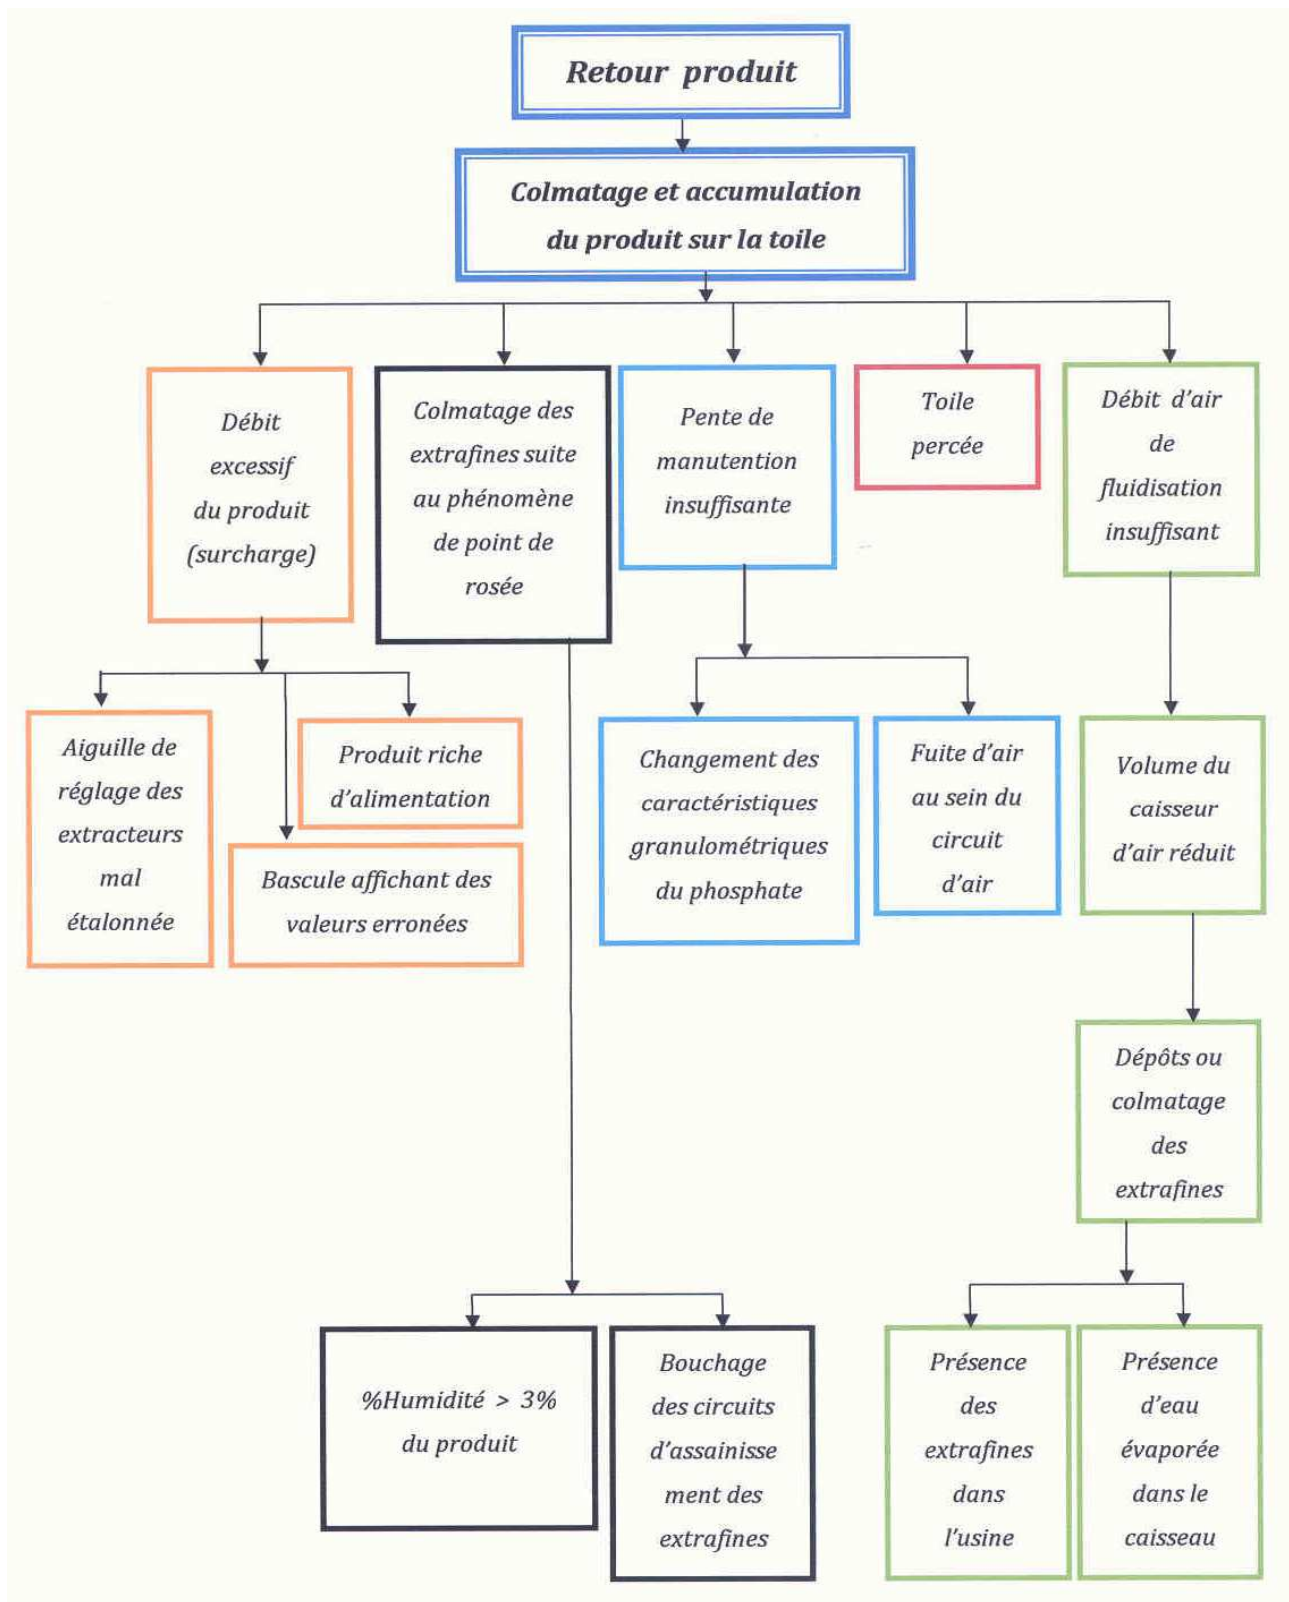 Retour produit
Colmatage et accumulation
du produit sur la toile
Débit
excessif
du produit
(surcharge)
Colmatage des
extrafines suite
au phénomène
de point de
rosée
Pente de
manutention
insuffisante
Toile
percée
Débit d'air
de
fluidisation
insuffisant
Aiguille de
réglage des
extracteurs
mal
étalonnée
Produit riche
d'alimentation
Bascule affichant des
valeurs erronées
Changement des
caractéristiques
granulométriques
du phosphate
Fuite d'air
au sein du
circuit
d'air
Volume du
caisseur
d'air réduit
Dépôts ou
colmatage
des
extrafines
%Humidité > 3%
du produit
Bouchage
des circuits
d'assainisse
ment des
extrafines
Présence
des
extrafines
dans
l'usine
Présence
d'eau
évaporée
dans le
caisseau